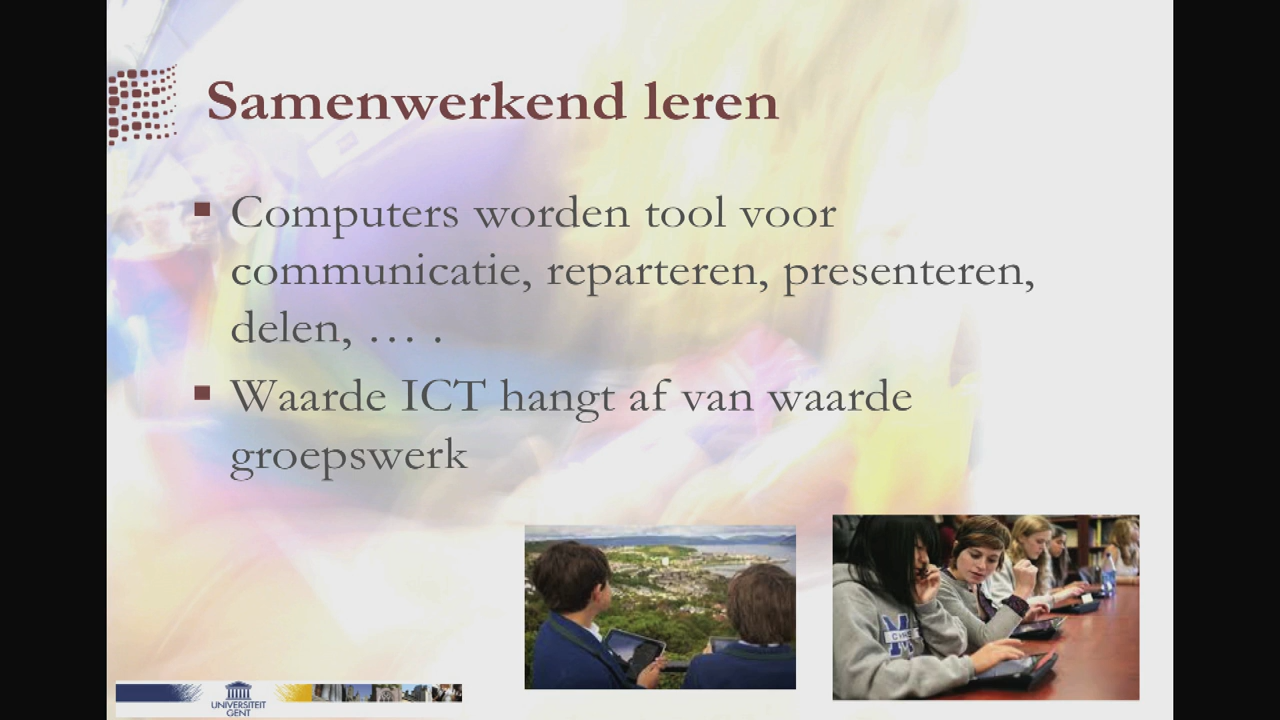 Samenwerkend leren
Computers worden tool voor
communicatie, reparteren, presenteren,
delen, … .
Waarde ICT hangt af van waarde
groepswerk
UNIVERSITEIT
GENT